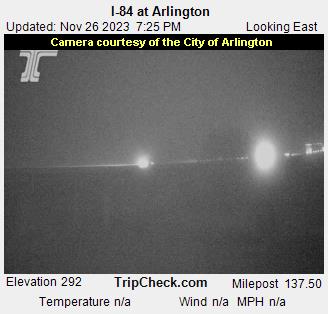 I-84 at Arlington
Updated: Nov 26 2023 7:25 PM Looking East
Camera courtesy of the City of Arlington
Elevation 292 TripCheck.com Milepost 137.50
Temperature n/a Wind n/a MPH n/a